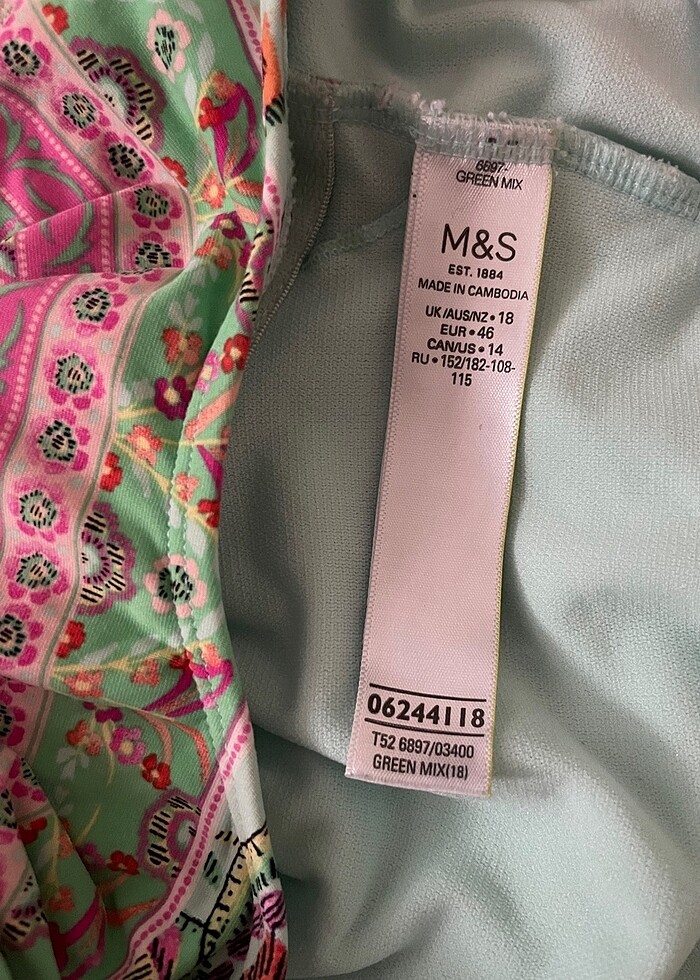 6897-
GREEN MIX
M&S
EST. 1884
MADE IN CAMBODIA
UK/AUS/NZ • 18
EUR • 46
CAN/US • 14
RU • 152/182-108-
115
06244118
T52 6897/03400
GREEN MIX(18)